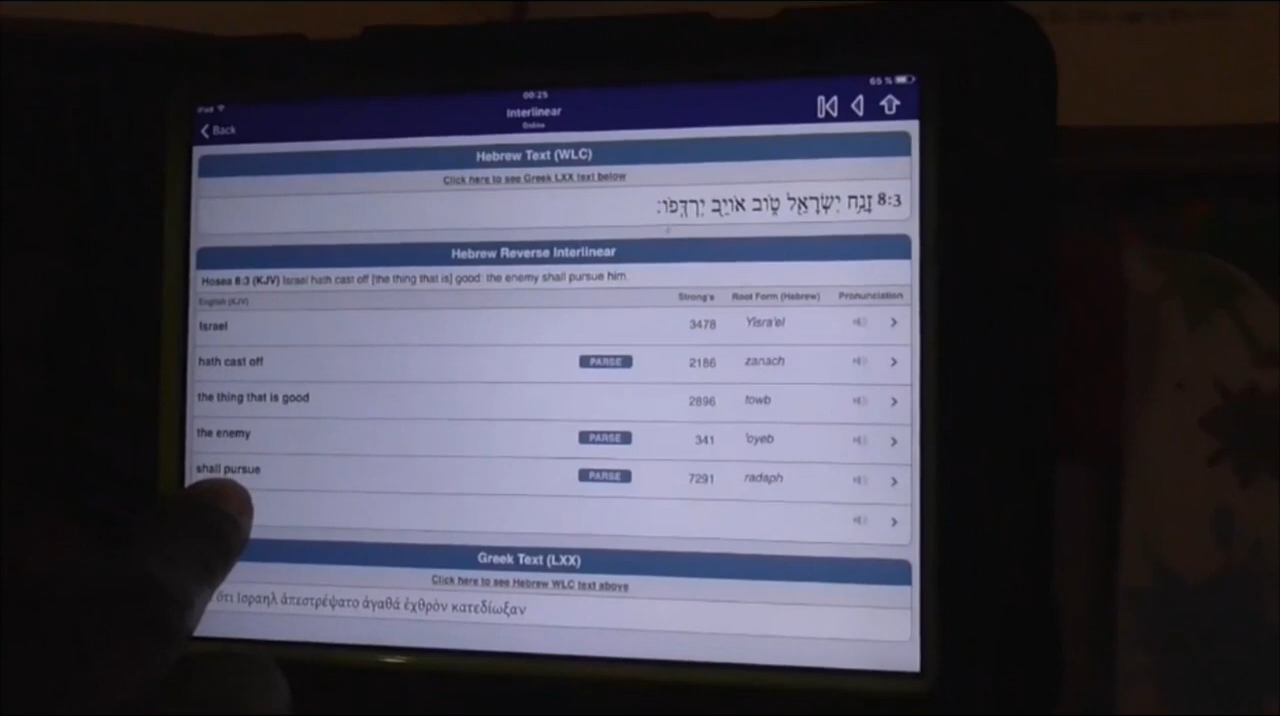 iPad
00:25
65 %
Back
Interlinear
Online
Hebrew Text (WLC)
Click here to see Greek LXX text below
8:3 זָנַ֥ח יִשְׂרָאֵ֖ל ט֑וֹב אוֹיֵ֖ב יִרְדְּפֽוֹ׃
Hebrew Reverse Interlinear
Hosea 8:3 (KJV) Israel hath cast off [the thing that is] good: the enemy shall pursue him.
English (KJV) Strong's Root Form (Hebrew) Pronunciation
Israel 3478 Yisra'el
hath cast off PARSE 2186 zanach
the thing that is good 2896 towb
the enemy PARSE 341 'oyeb
shall pursue PARSE 7291 radaph
Greek Text (LXX)
Click here to see Hebrew WLC text above
ὅτι Ισραηλ ἀπεστρέψατο ἀγαθά ἐχθρὸν κατεδίωξαν